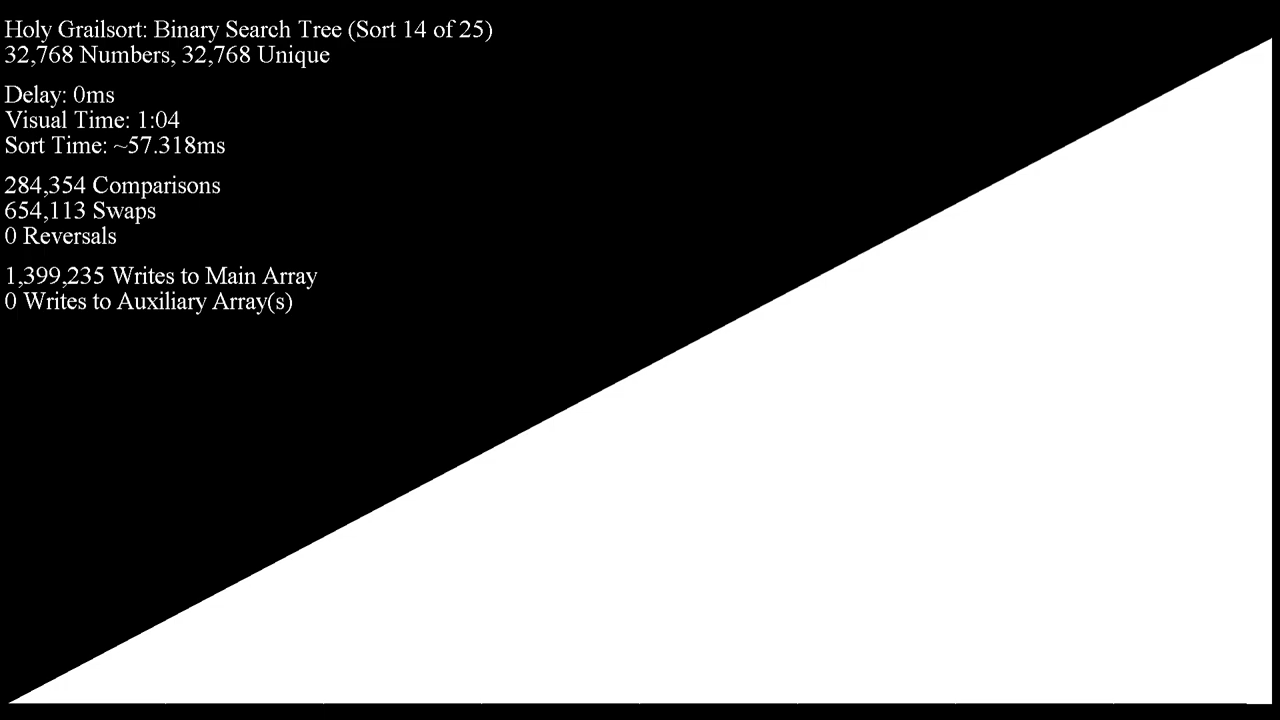 Holy Grailsort: Binary Search Tree (Sort 14 of 25)
32,768 Numbers, 32,768 Unique
Delay: 0ms
Visual Time: 1:04
Sort Time: ~57.318ms
284,354 Comparisons
654,113 Swaps
0 Reversals
1,399,235 Writes to Main Array
0 Writes to Auxiliary Array(s)